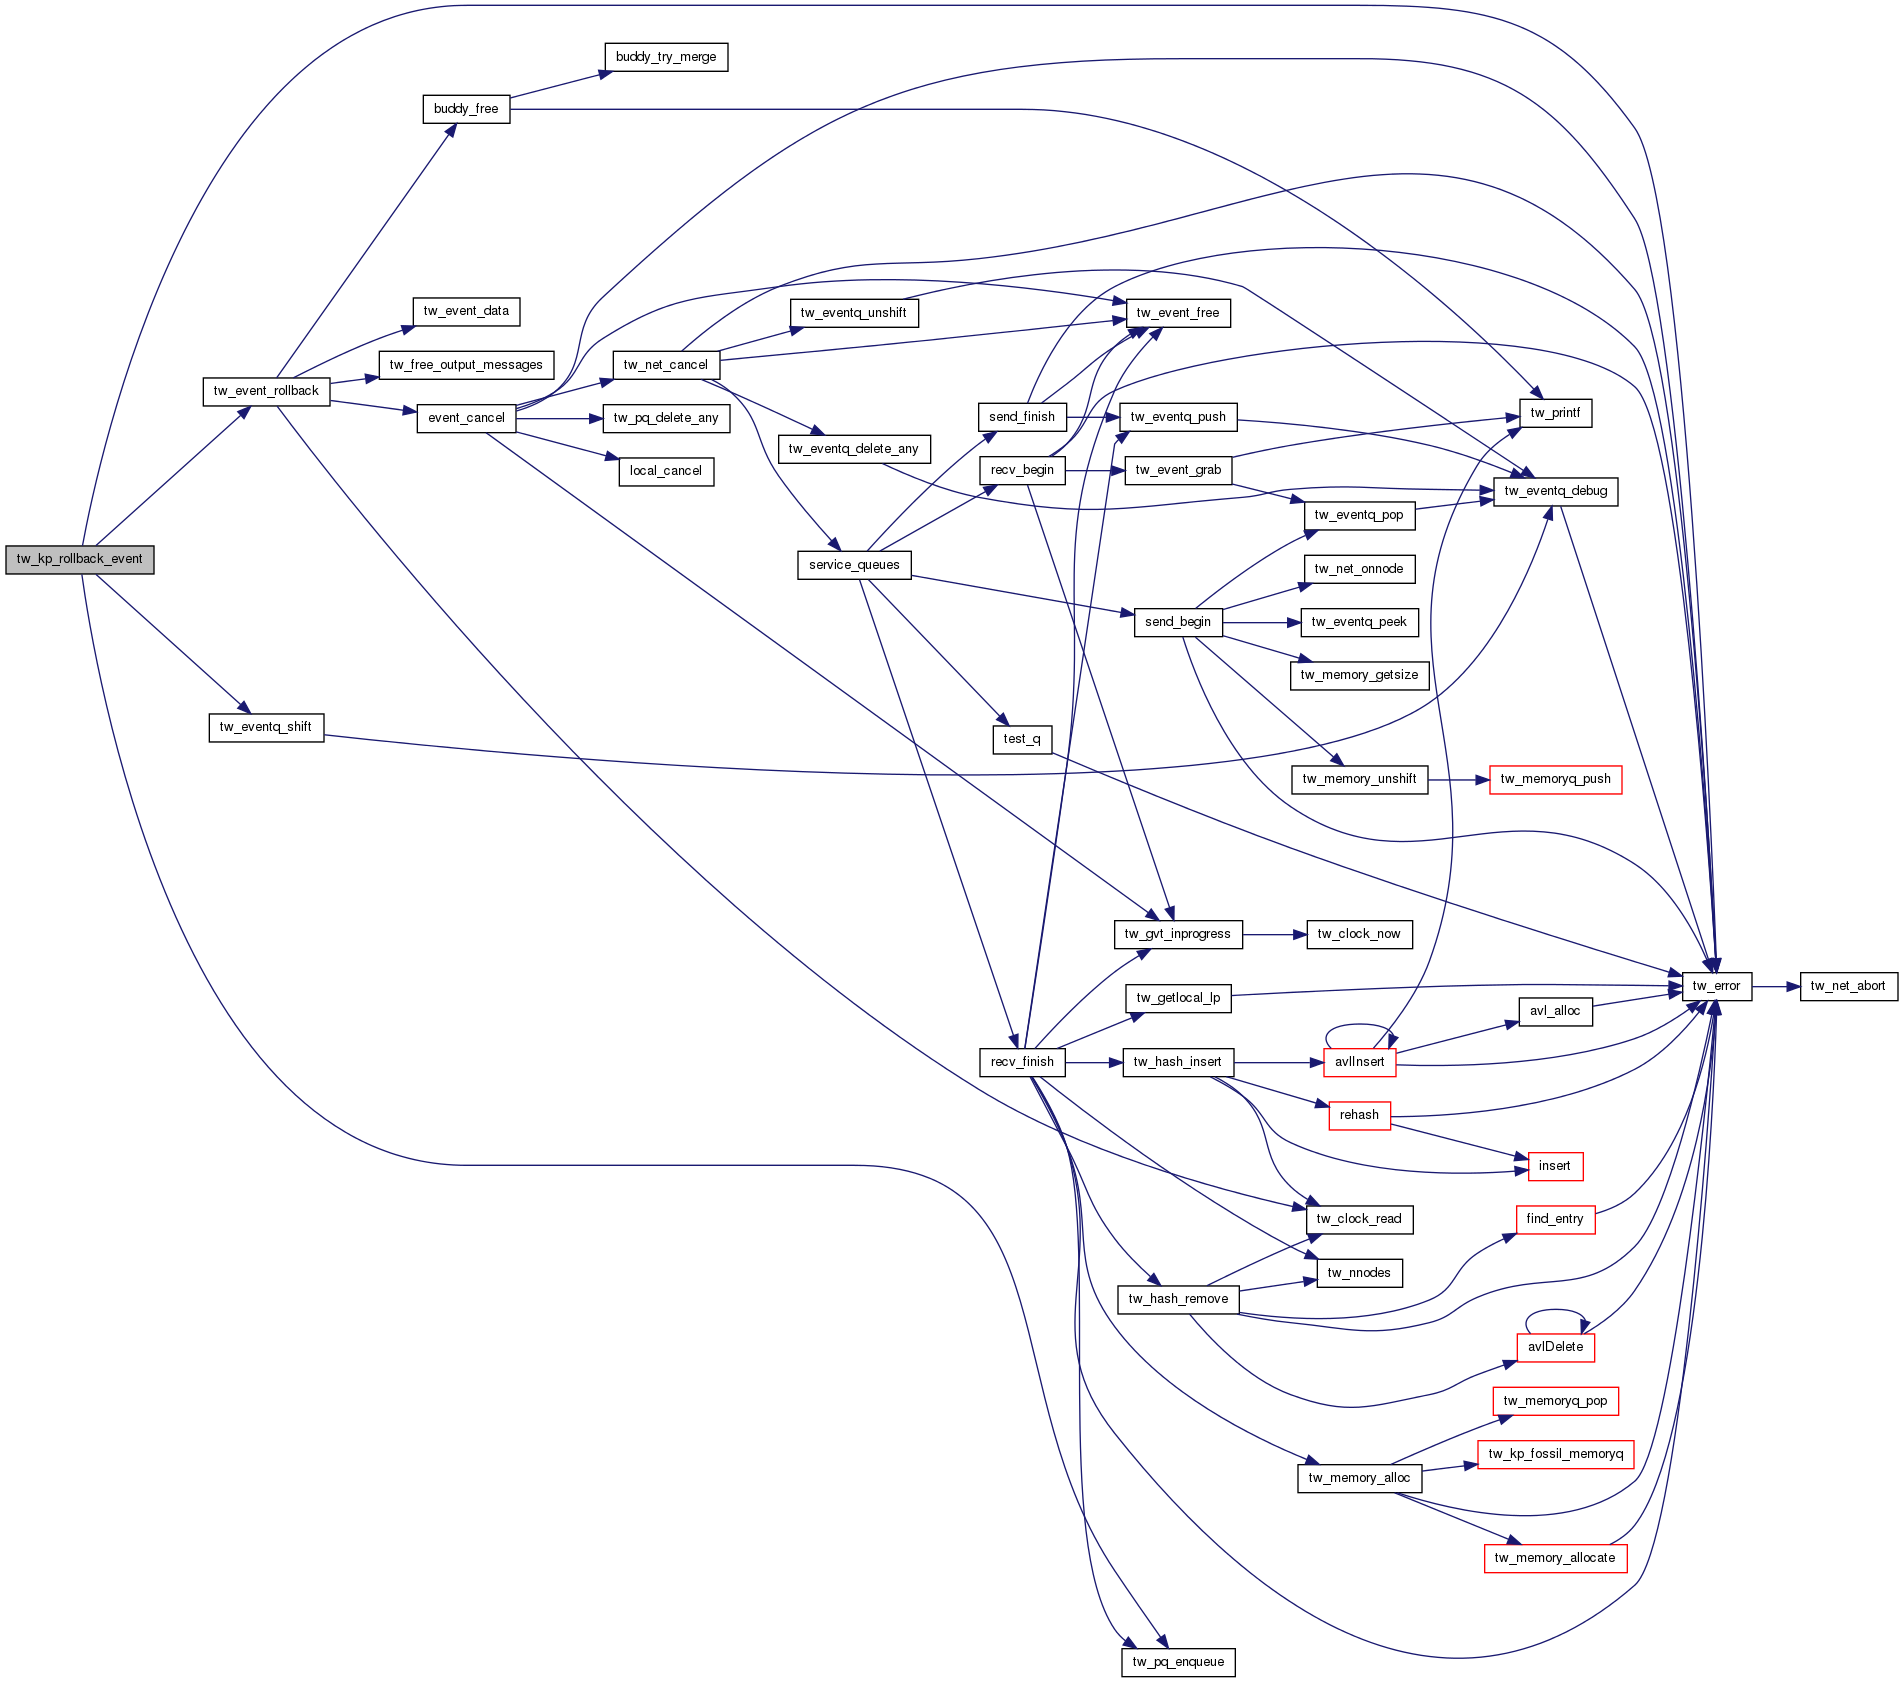 buddy_try_merge
buddy_free
tw_event_data
tw_eventq_unshift
tw_event_free
tw_free_output_messages
tw_net_cancel
tw_event_rollback
event_cancel
tw_pq_delete_any
send_finish
tw_eventq_push
tw_printf
tw_eventq_delete_any
local_cancel
recv_begin
tw_event_grab
tw_eventq_debug
tw_eventq_pop
tw_kp_rollback_event
service_queues
tw_net_onnode
send_begin
tw_eventq_peek
tw_memory_getsize
tw_eventq_shift
test_q
tw_memory_unshift
tw_memoryq_push
tw_gvt_inprogress
tw_clock_now
tw_error
tw_net_abort
tw_getlocal_lp
avl_alloc
recv_finish
tw_hash_insert
avlInsert
rehash
insert
tw_clock_read
find_entry
tw_nnodes
tw_hash_remove
avlDelete
tw_memoryq_pop
tw_kp_fossil_memoryq
tw_memory_alloc
tw_memory_allocate
tw_pq_enqueue